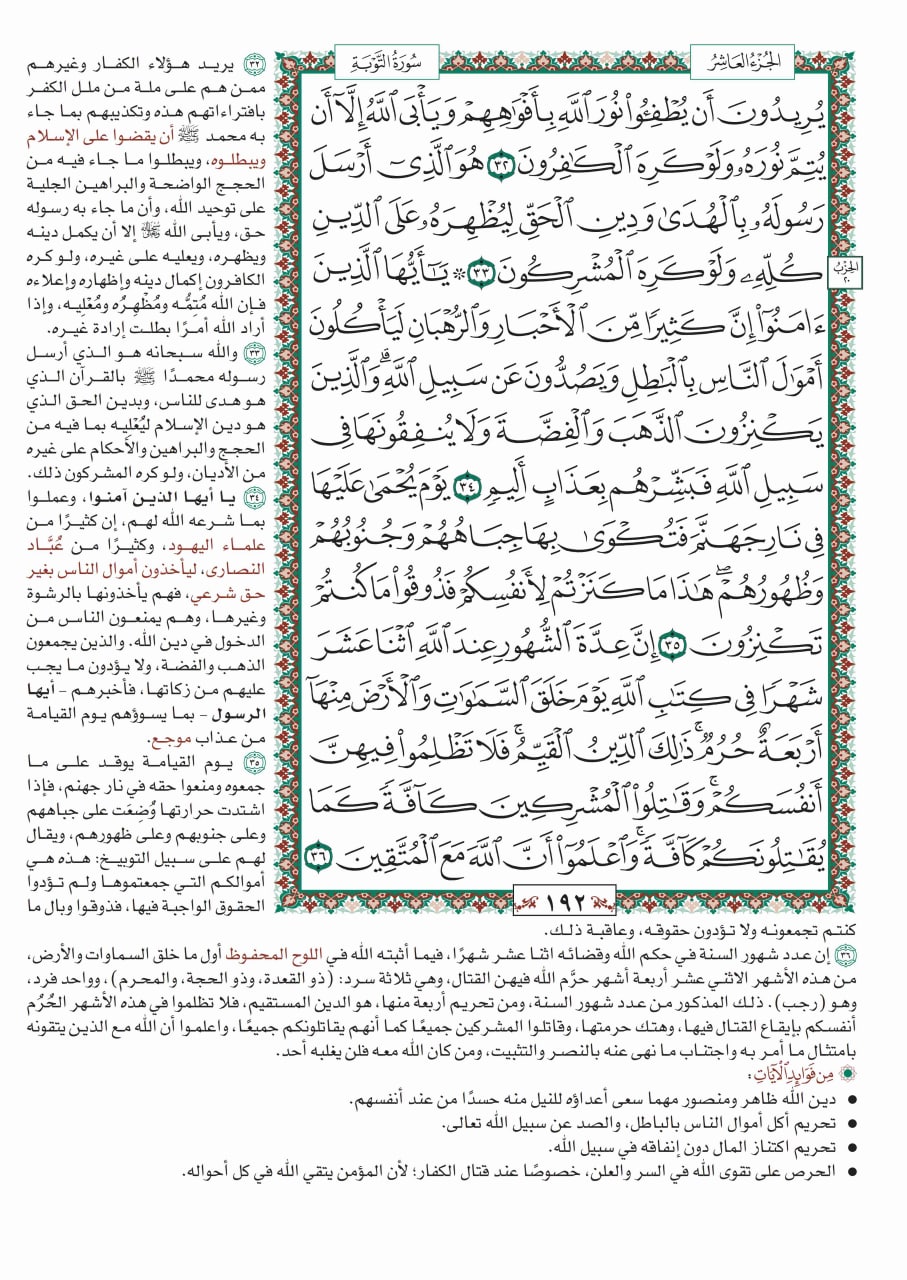 الجُزْءُ العَاشِرُ
سُورَةُ التَّوْبَةِ
يُرِيدُونَ أَن يُطْفِـُٔوا۟ نُورَ ٱللَّهِ بِأَفْوَٰهِهِمْ وَيَأْبَى ٱللَّهُ إِلَّآ أَن
يُتِمَّ نُورَهُۥ وَلَوْ كَرِهَ ٱلْكَٰفِرُونَ ٣٢ هُوَ ٱلَّذِىٓ أَرْسَلَ
رَسُولَهُۥ بِٱلْهُدَىٰ وَدِينِ ٱلْحَقِّ لِيُظْهِرَهُۥ عَلَى ٱلدِّينِ
كُلِّهِۦ وَلَوْ كَرِهَ ٱلْمُشْرِكُونَ ٣٣ ۞ يَٰٓأَيُّهَا ٱلَّذِينَ
ءَامَنُوٓا۟ إِنَّ كَثِيرًا مِّنَ ٱلْأَحْبَارِ وَٱلرُّهْبَانِ لَيَأْكُلُونَ
أَمْوَٰلَ ٱلنَّاسِ بِٱلْبَٰطِلِ وَيَصُدُّونَ عَن سَبِيلِ ٱللَّهِ ۗ وَٱلَّذِينَ
يَكْنِزُونَ ٱلذَّهَبَ وَٱلْفِضَّةَ وَلَا يُنفِقُونَهَا فِى
سَبِيلِ ٱللَّهِ فَبَشِّرْهُم بِعَذَابٍ أَلِيمٍ ٣٤ يَوْمَ يُحْمَىٰ عَلَيْهَا
فِى نَارِ جَهَنَّمَ فَتُكْوَىٰ بِهَا جِبَاهُهُمْ وَجُنُوبُهُمْ
وَظُهُورُهُمْ ۖ هَٰذَا مَا كَنَزْتُمْ لِأَنفُسِكُمْ فَذُوقُوا۟ مَا كُنتُمْ
تَكْنِزُونَ ٣٥ إِنَّ عِدَّةَ ٱلشُّهُورِ عِندَ ٱللَّهِ ٱثْنَا عَشَرَ
شَهْرًا فِى كِتَٰبِ ٱللَّهِ يَوْمَ خَلَقَ ٱلسَّمَٰوَٰتِ وَٱلْأَرْضَ مِنْهَآ
أَرْبَعَةٌ حُرُمٌ ۚ ذَٰلِكَ ٱلدِّينُ ٱلْقَيِّمُ ۚ فَلَا تَظْلِمُوا۟ فِيهِنَّ
أَنفُسَكُمْ ۚ وَقَٰتِلُوا۟ ٱلْمُشْرِكِينَ كَآفَّةً كَمَا
يُقَٰتِلُونَكُمْ كَآفَّةً ۚ وَٱعْلَمُوٓا۟ أَنَّ ٱللَّهَ مَعَ ٱلْمُتَّقِينَ ٣٦
الحِزْبُ
٢٠
١٩٢
٣٢ يريد هؤلاء الكفار وغيرهم
ممن هم على ملة من ملل الكفر
بافتراءاتهم هذه وتكذيبهم بما جاء
به محمد ﷺ أن يقضوا على الإسلام
ويبطلوه، ويبطلوا ما جاء فيه من
الحجج الواضحة والبراهين الجلية
على توحيد الله، وأن ما جاء به رسوله
حق، ويأبى الله ﷻ إلا أن يكمل دينه
ويظهره، ويعليه على غيره، ولو كره
الكافرون إكمال دينه وإظهاره وإعلاءه
فإن الله مُتِمُّه ومُظْهِرُه ومُعْلِيه، وإذا
أراد الله أمرًا بطلت إرادة غيره.
٣٣ والله سبحانه هو الذي أرسل
رسوله محمدًا ﷺ بالقرآن الذي
هو هدى للناس، وبدين الحق الذي
هو دين الإسلام ليُعْلِيه بما فيه من
الحجج والبراهين والأحكام على غيره
من الأديان، ولو كره المشركون ذلك.
٣٤ يا أيها الذين آمنوا، وعملوا
بما شرعه الله لهم، إن كثيرًا من
علماء اليهود، وكثيرًا من عُبَّاد
النصارى، ليأخذون أموال الناس بغير
حق شرعي، فهم يأخذونها بالرشوة
وغيرها، وهم يمنعون الناس من
الدخول في دين الله. والذين يجمعون
الذهب والفضة، ولا يؤدون ما يجب
عليهم من زكاتها، فأخبرهم – أيها
الرسول – بما يسوؤهم يوم القيامة
من عذاب موجع.
٣٥ يوم القيامة يوقد على ما
جمعوه ومنعوا حقه في نار جهنم، فإذا
اشتدت حرارتها وُضِعَت على جباههم
وعلى جنوبهم وعلى ظهورهم، ويقال
لهم على سبيل التوبيخ: هذه هي
أموالكم التي جمعتموها ولم تؤدوا
الحقوق الواجبة فيها، فذوقوا وبال ما
كنتم تجمعونه ولا تؤدون حقوقه، وعاقبة ذلك.
٣٦ إن عدد شهور السنة في حكم الله وقضائه اثنا عشر شهرًا، فيما أثبته الله في اللوح المحفوظ أول ما خلق السماوات والأرض،
من هذه الأشهر الاثني عشر أربعة أشهر حرَّم الله فيهن القتال، وهي ثلاثة سرد: (ذو القعدة، وذو الحجة، والمحرم)، وواحد فرد،
وهو (رجب). ذلك المذكور من عدد شهور السنة، ومن تحريم أربعة منها، هو الدين المستقيم، فلا تظلموا في هذه الأشهر الحُرُم
أنفسكم بإيقاع القتال فيها، وهتك حرمتها، وقاتلوا المشركين جميعًا كما أنهم يقاتلونكم جميعًا، واعلموا أن الله مع الذين يتقونه
بامتثال ما أمر به واجتناب ما نهى عنه بالنصر والتثبيت، ومن كان الله معه فلن يغلبه أحد.
مِن فَوَائِدِ الْآيَاتِ:
● دين الله ظاهر ومنصور مهما سعى أعداؤه للنيل منه حسدًا من عند أنفسهم.
● تحريم أكل أموال الناس بالباطل، والصد عن سبيل الله تعالى.
● تحريم اكتناز المال دون إنفاقه في سبيل الله.
● الحرص على تقوى الله في السر والعلن، خصوصًا عند قتال الكفار؛ لأن المؤمن يتقي الله في كل أحواله.